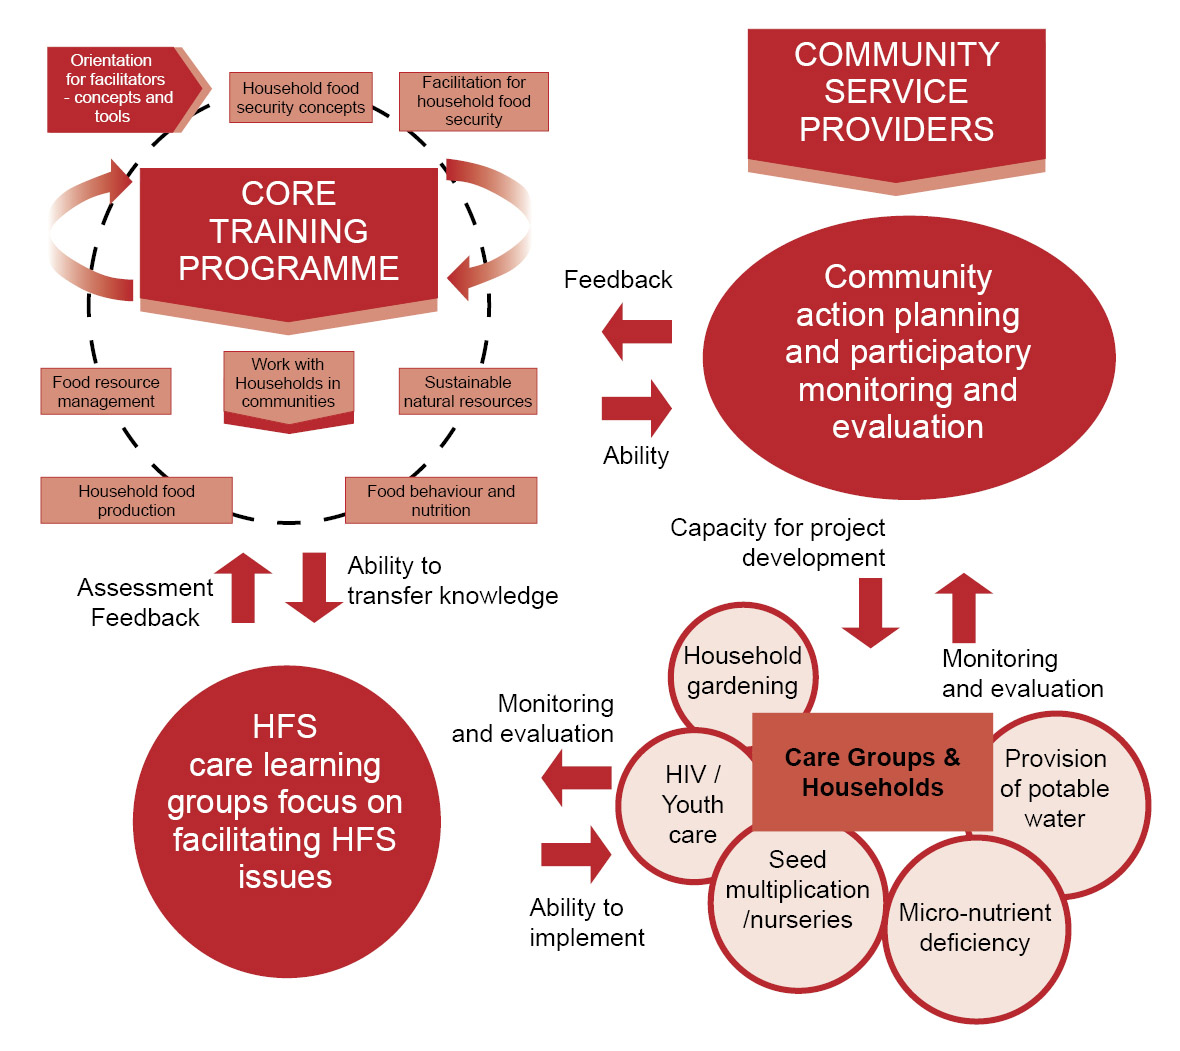 Orientation
for facilitators
- concepts and
tools
Household food
security concepts
Facilitation for
household food
security
CORE
TRAINING
PROGRAMME
Work with
Households in
communities
Food resource
management
Sustainable
natural resources
Household food
production
Food behaviour and
nutrition
COMMUNITY
SERVICE
PROVIDERS
Feedback
Ability
Community
action planning
and participatory
monitoring and
evaluation
Assessment
Feedback
Ability to
transfer knowledge
Capacity for project
development
Monitoring
and evaluation
HFS
care learning
groups focus on
facilitating HFS
issues
Monitoring
and evaluation
Ability to
implement
Household
gardening
HIV /
Youth
care
Care Groups &
Households
Provision
of potable
water
Seed
multiplication
/nurseries
Micro-nutrient
deficiency